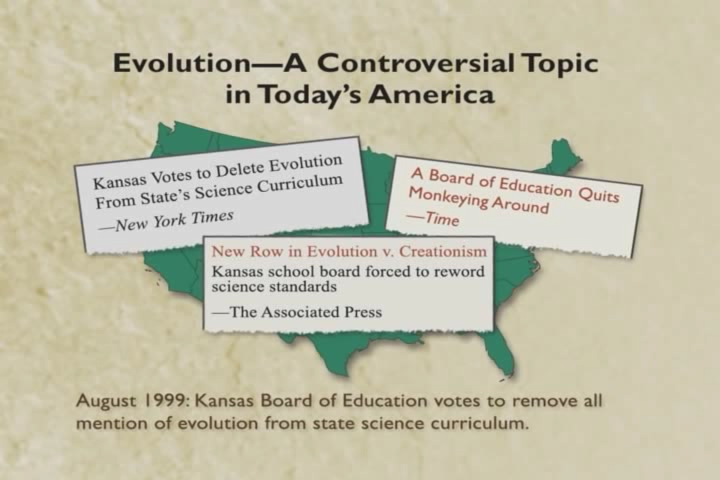 Evolution—A Controversial Topic
in Today's America
Kansas Votes to Delete Evolution
From State's Science Curriculum
—New York Times
A Board of Education Quits
Monkeying Around
—Time
New Row in Evolution v. Creationism
Kansas school board forced to reword
science standards
—The Associated Press
August 1999: Kansas Board of Education votes to remove all
mention of evolution from state science curriculum.